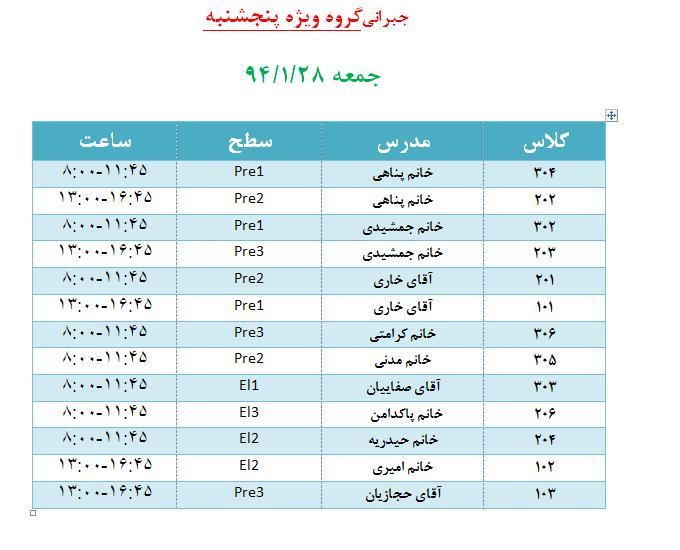 جبرانی گروه ویژه پنجشنبه
جمعه ۹۴/۱/۲۸
کلاس مدرس سطح ساعت
۳۰۴ خانم پناهی Pre1 ۸:۰۰-۱۱:۴۵
۲۰۲ خانم پناهی Pre2 ۱۳:۰۰-۱۶:۴۵
۳۰۲ خانم جمشیدی Pre1 ۸:۰۰-۱۱:۴۵
۲۰۳ خانم جمشیدی Pre3 ۱۳:۰۰-۱۶:۴۵
۲۰۱ آقای خاری Pre2 ۸:۰۰-۱۱:۴۵
۱۰۱ آقای خاری Pre1 ۱۳:۰۰-۱۶:۴۵
۳۰۶ خانم کرامتی Pre3 ۸:۰۰-۱۱:۴۵
۳۰۵ خانم مدنی Pre2 ۸:۰۰-۱۱:۴۵
۳۰۳ آقای صفاییان El1 ۸:۰۰-۱۱:۴۵
۲۰۶ خانم پاکدامن El3 ۸:۰۰-۱۱:۴۵
۲۰۴ خانم حیدریه El2 ۸:۰۰-۱۱:۴۵
۱۰۲ خانم امیری El2 ۱۳:۰۰-۱۶:۴۵
۱۰۳ آقای حجازیان Pre3 ۱۳:۰۰-۱۶:۴۵